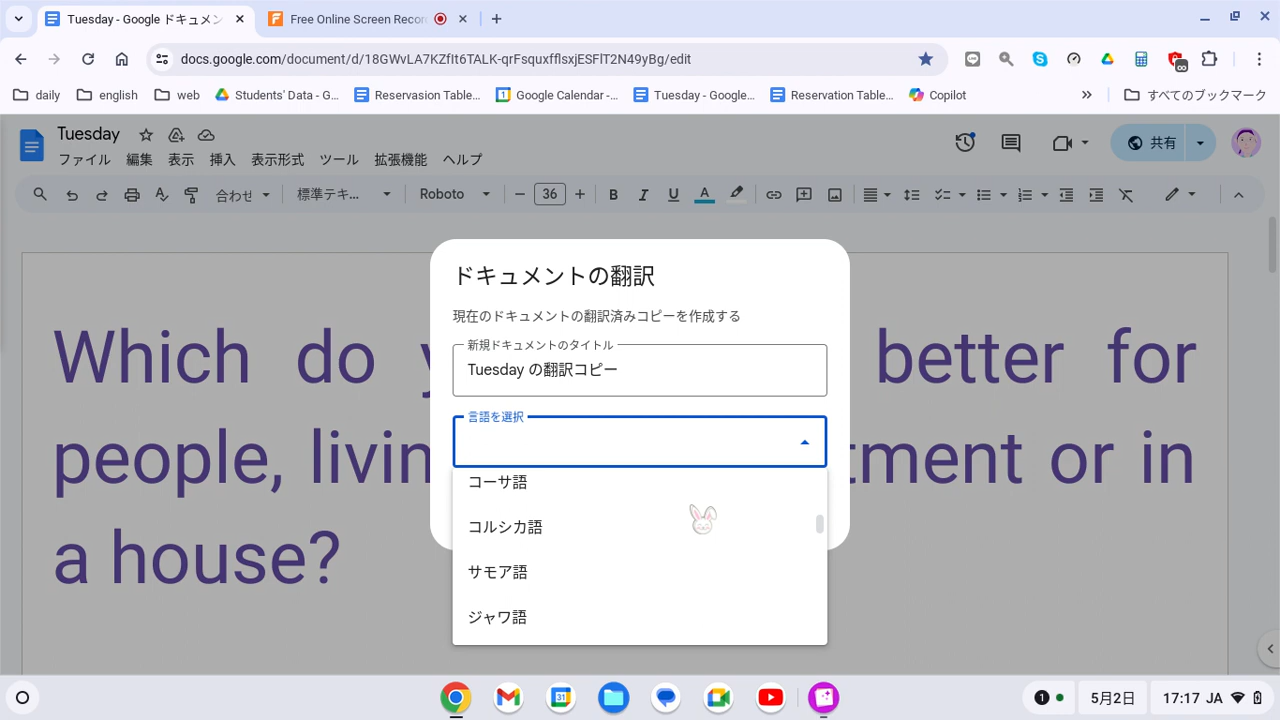 Tuesday - Google ドキュメン
Free Online Screen Recor
docs.google.com/document/d/18GWvLA7KZfIt6TALK-qrFsquxfflsxjESFlT2N49yBg/edit
daily
english
web
Students' Data - G...
Reservasion Table...
Google Calendar -...
Tuesday - Google...
Reservation Table...
Copilot
すべてのブックマーク
Tuesday
共有
ファイル 編集 表示 挿入 表示形式 ツール 拡張機能 ヘルプ
合わせ
標準テキ...
Roboto
36
B I U A
ドキュメントの翻訳
現在のドキュメントの翻訳済みコピーを作成する
新規ドキュメントのタイトル
Tuesday の翻訳コピー
言語を選択
コーサ語
コルシカ語
サモア語
ジャワ語
Which do better for
people, tment or in
a house?
31
1
5月2日
17:17 JA